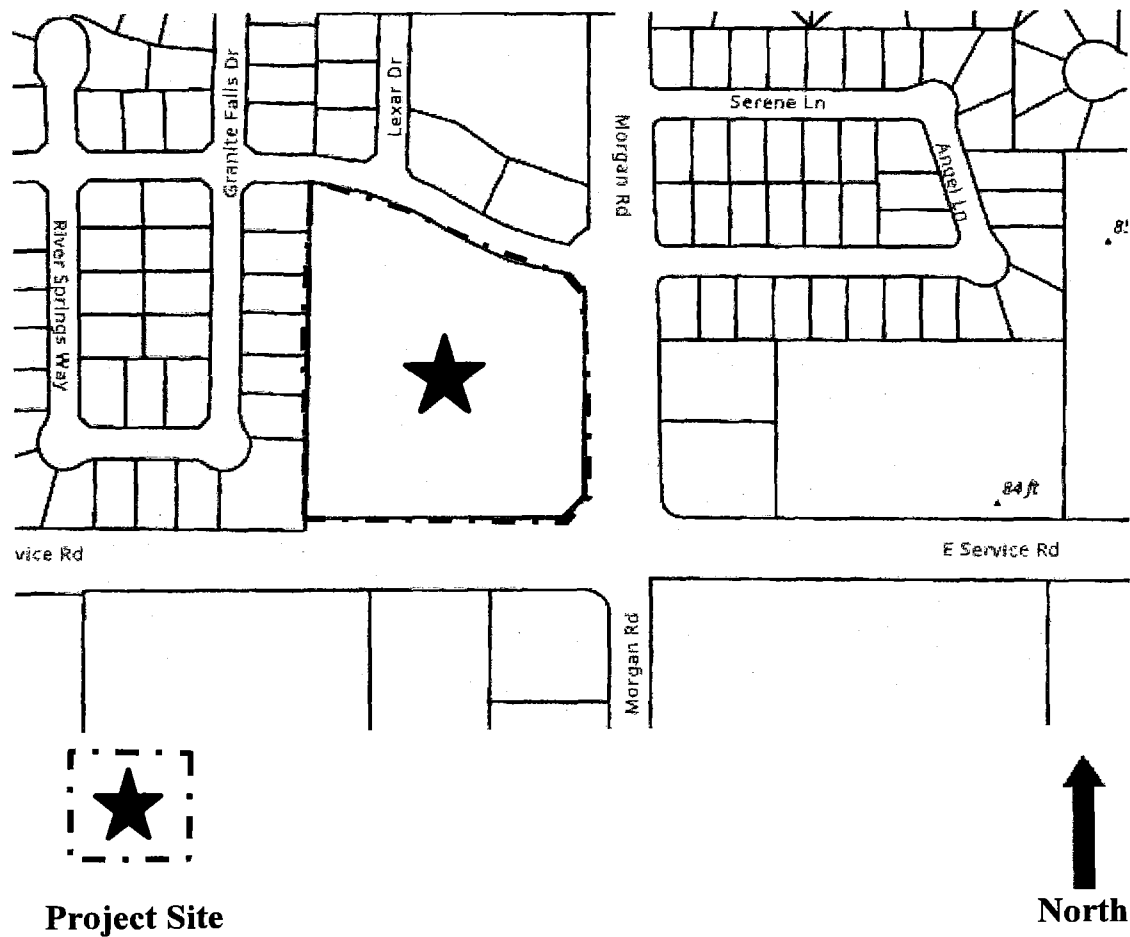 Granite Falls Dr
Lexar Dr
Serene Ln
Morgan Rd
Angel Ln
River Springs Way
85
84 ft
vice Rd
E Service Rd
Morgan Rd
Project Site
North